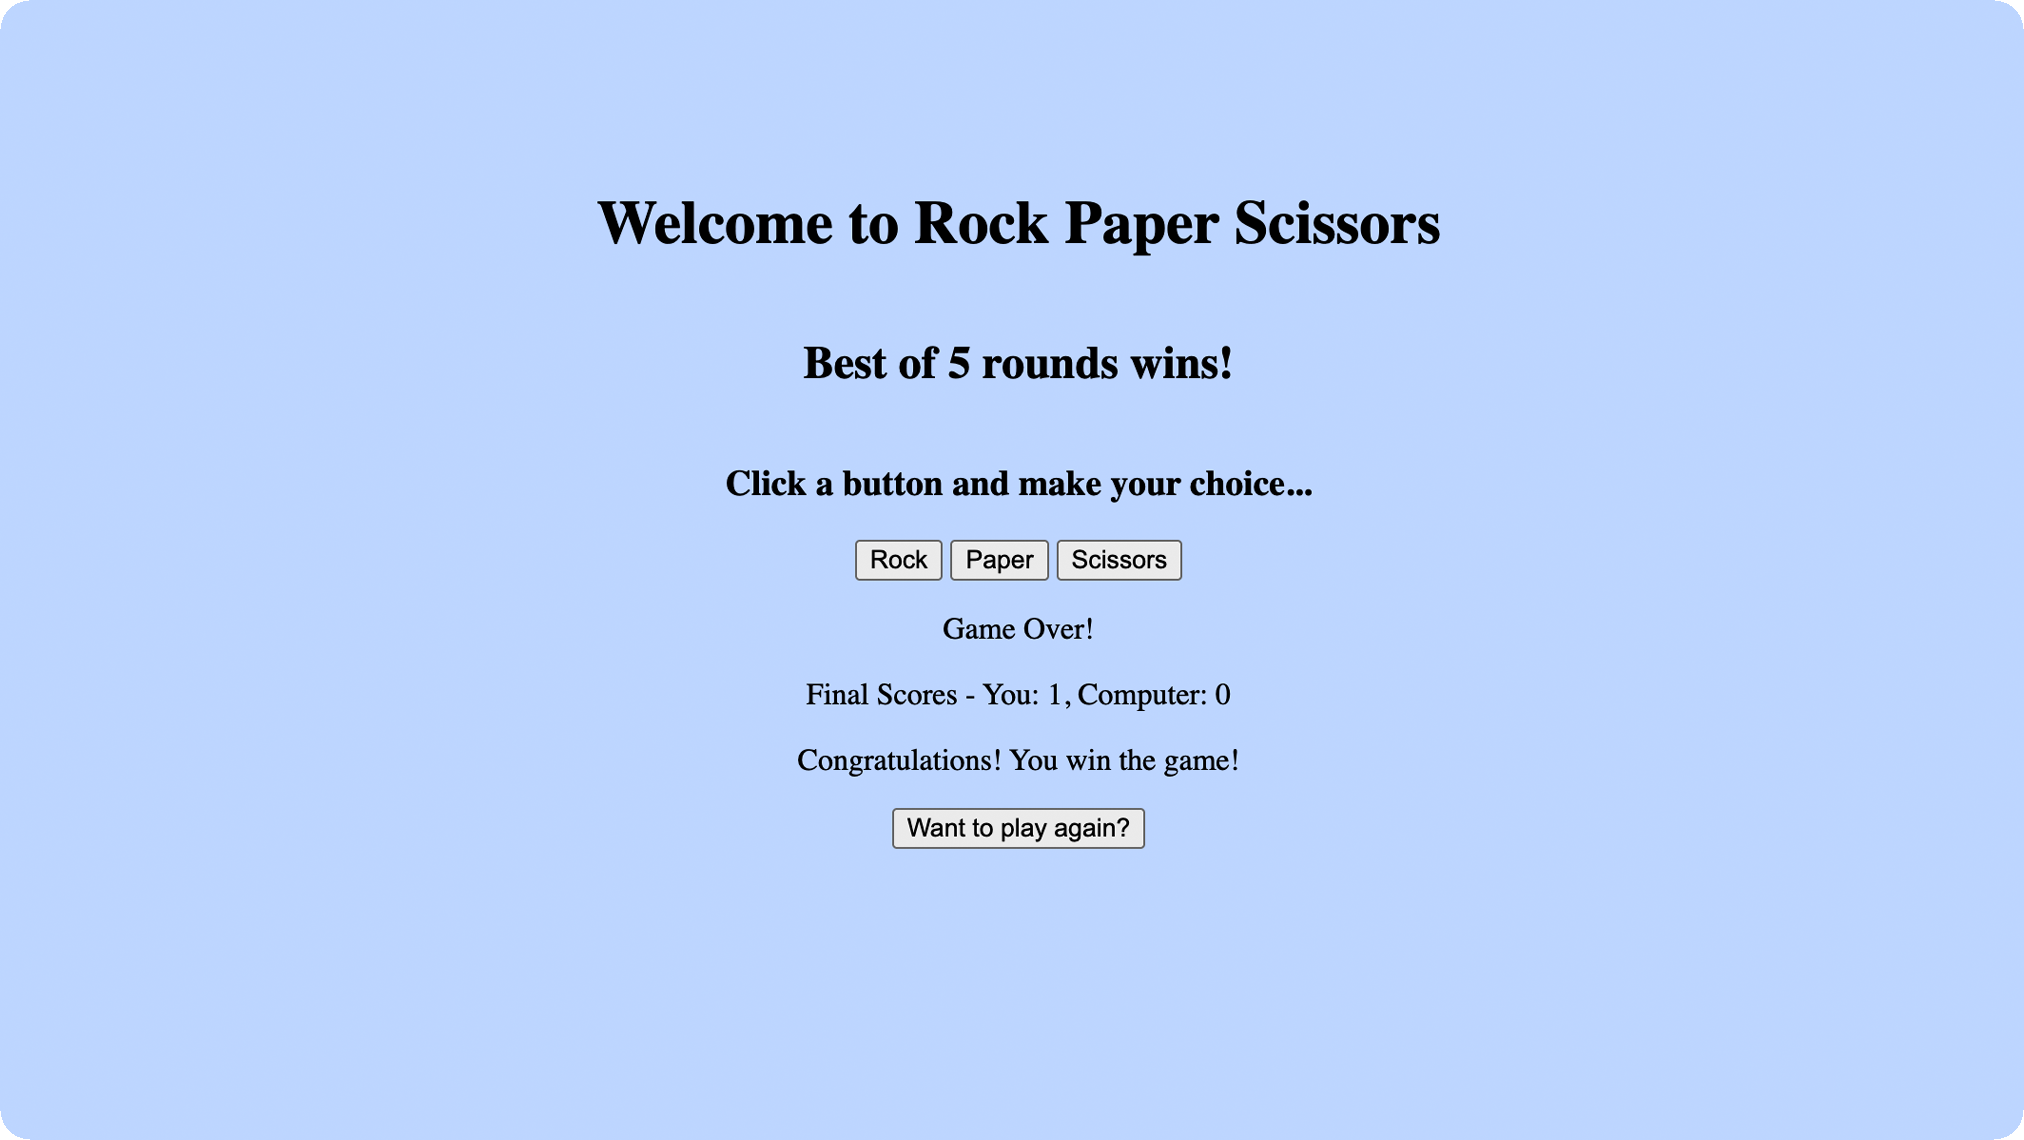 Welcome to Rock Paper Scissors
Best of 5 rounds wins!
Click a button and make your choice...
Rock Paper Scissors
Game Over!
Final Scores - You: 1, Computer: 0
Congratulations! You win the game!
Want to play again?